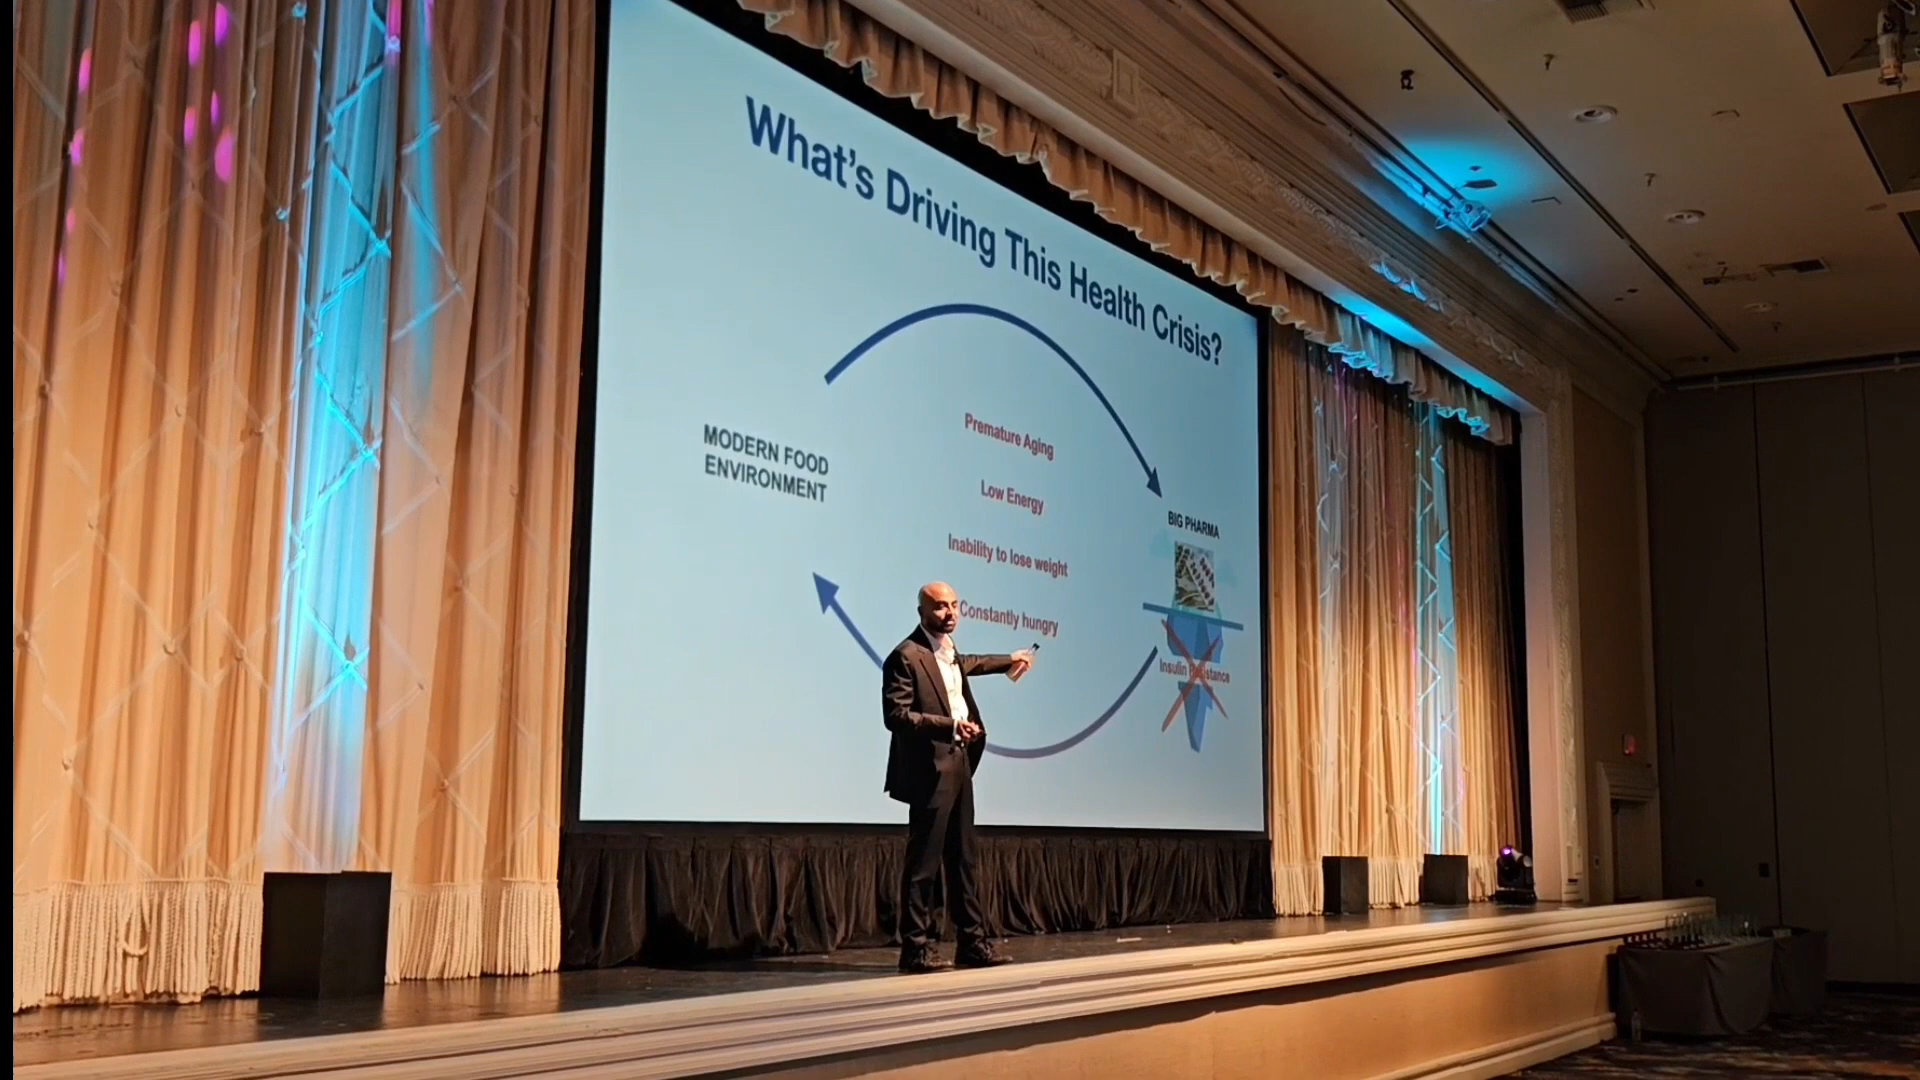 What's Driving This Health Crisis?
MODERN FOOD
ENVIRONMENT
Premature Aging
Low Energy
Inability to lose weight
Constantly hungry
BIG PHARMA
Insulin Resistance